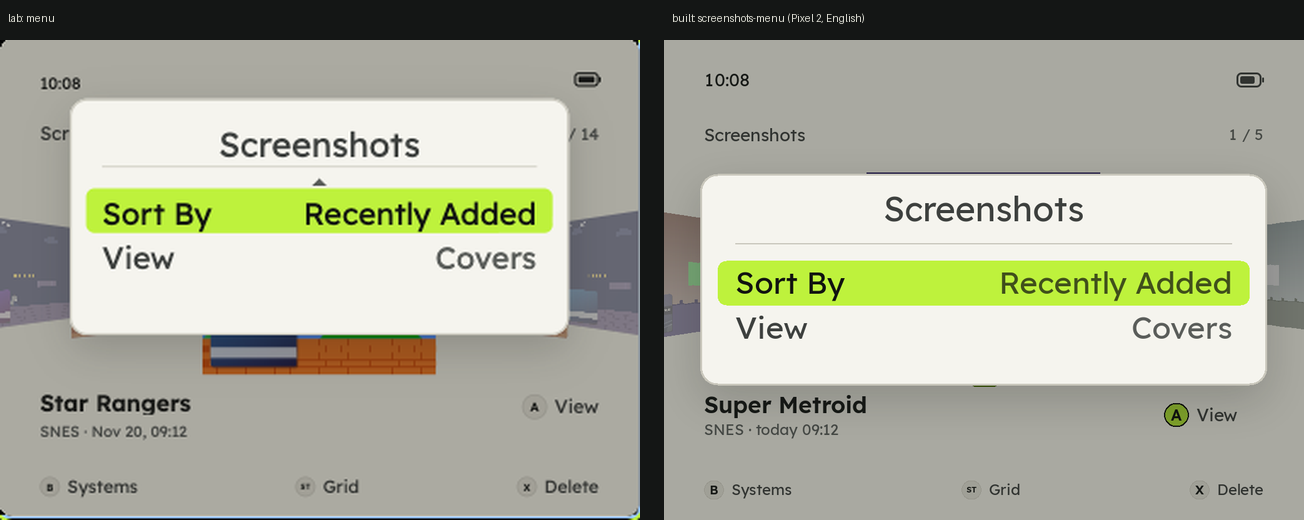 lab: menu
10:08
Scr
/ 14
Screenshots
Sort By Recently Added
View Covers
Star Rangers
SNES · Nov 20, 09:12
A View
B Systems
ST Grid
X Delete
built: screenshots-menu (Pixel 2, English)
10:08
Screenshots 1 / 5
Screenshots
Sort By Recently Added
View Covers
Super Metroid
SNES · today 09:12
A View
B Systems
ST Grid
X Delete